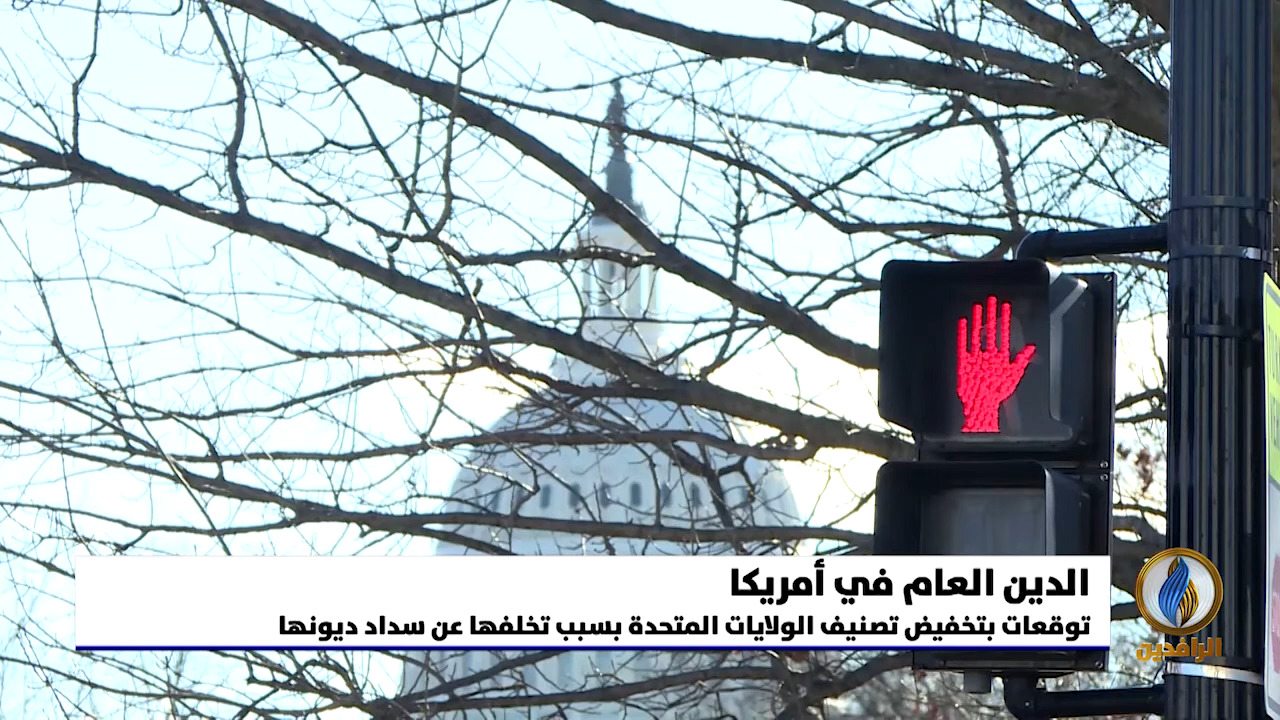 الدين العام في أمريكا
توقعات بتخفيض تصنيف الولايات المتحدة بسبب تخلفها عن سداد ديونها
الرافدين